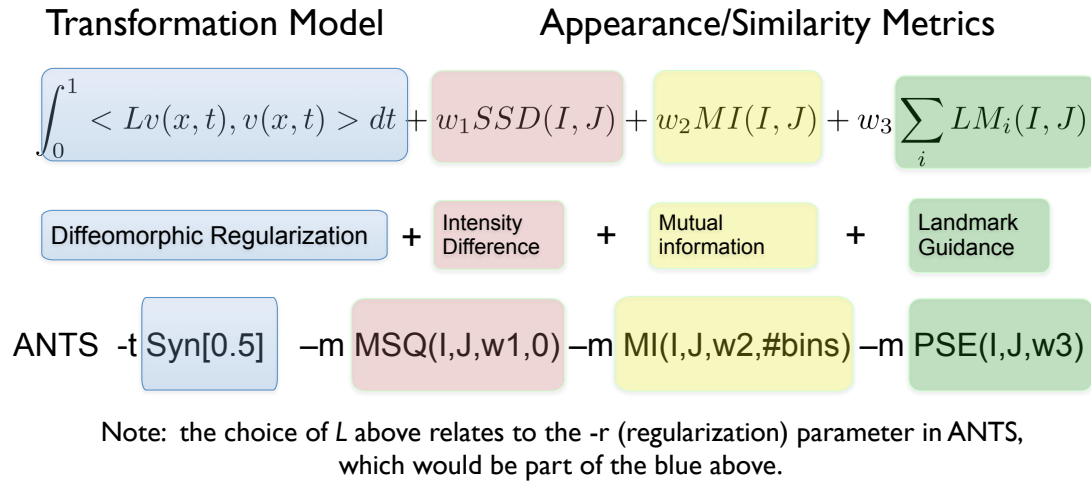 Transformation Model Appearance/Similarity Metrics
∫₀¹ < Lv(x, t), v(x, t) > dt + w₁SSD(I, J) + w₂MI(I, J) + w₃ ∑ᵢ LMᵢ(I, J)
Diffeomorphic Regularization + Intensity Difference + Mutual information + Landmark Guidance
ANTS -t Syn[0.5] –m MSQ(I,J,w1,0) –m MI(I,J,w2,#bins) –m PSE(I,J,w3)
Note: the choice of L above relates to the -r (regularization) parameter in ANTS,
which would be part of the blue above.